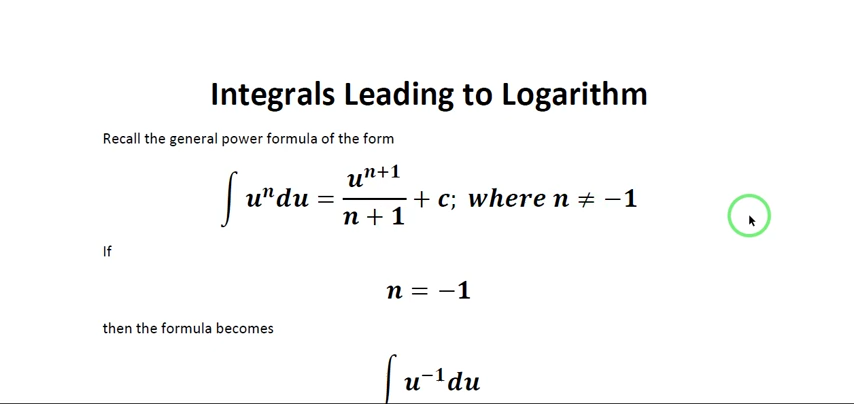 Integrals Leading to Logarithm
Recall the general power formula of the form
∫ uⁿdu = uⁿ⁺¹/(n + 1) + c; where n ≠ −1
If
n = −1
then the formula becomes
∫ u⁻¹du